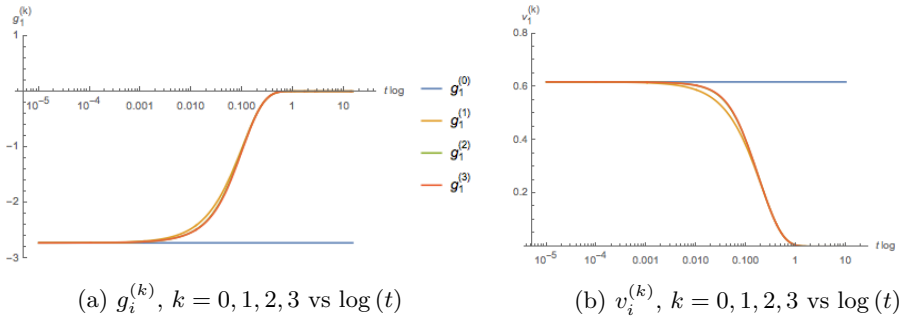 g₁⁽ᵏ⁾
1
10⁻⁵ 10⁻⁴ 0.001 0.010 0.100 1 10 t log
-1
-2
-3
g₁⁽⁰⁾
g₁⁽¹⁾
g₁⁽²⁾
g₁⁽³⁾
v₁⁽ᵏ⁾
0.8
0.6
0.4
0.2
10⁻⁵ 10⁻⁴ 0.001 0.010 0.100 1 10 t log
(a) gᵢ⁽ᵏ⁾, k = 0, 1, 2, 3 vs log (t)
(b) vᵢ⁽ᵏ⁾, k = 0, 1, 2, 3 vs log (t)